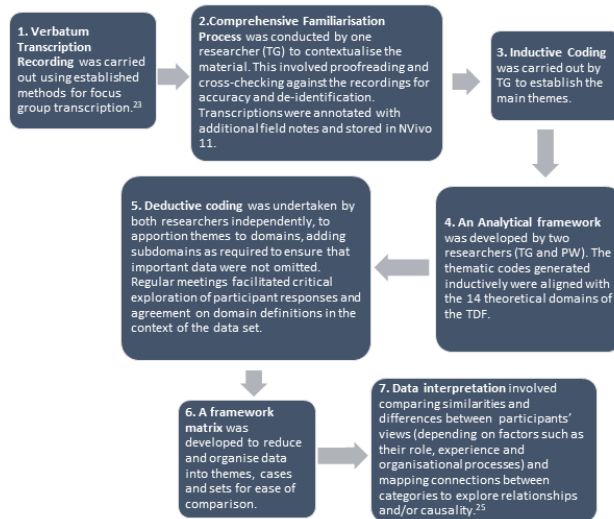 1. Verbatum
Transcription
Recording was carried
out using established
methods for focus
group transcription.²³
2.Comprehensive Familiarisation
Process was conducted by one
researcher (TG) to contextualise the
material. This involved proofreading and
cross-checking against the recordings for
accuracy and de-identification.
Transcriptions were annotated with
additional field notes and stored in NVivo
11.
3. Inductive Coding
was carried out by
TG to establish the
main themes.
4. An Analytical framework
was developed by two
researchers (TG and PW). The
thematic codes generated
inductively were aligned with
the 14 theoretical domains of
the TDF.
5. Deductive coding was undertaken by
both researchers independently, to
apportion themes to domains, adding
subdomains as required to ensure that
important data were not omitted.
Regular meetings facilitated critical
exploration of participant responses and
agreement on domain definitions in the
context of the data set.
6. A framework
matrix was
developed to reduce
and organise data
into themes, cases
and sets for ease of
comparison.
7. Data interpretation involved
comparing similarities and
differences between participants’
views (depending on factors such as
their role, experience and
organisational processes) and
mapping connections between
categories to explore relationships
and/or causality.²⁵